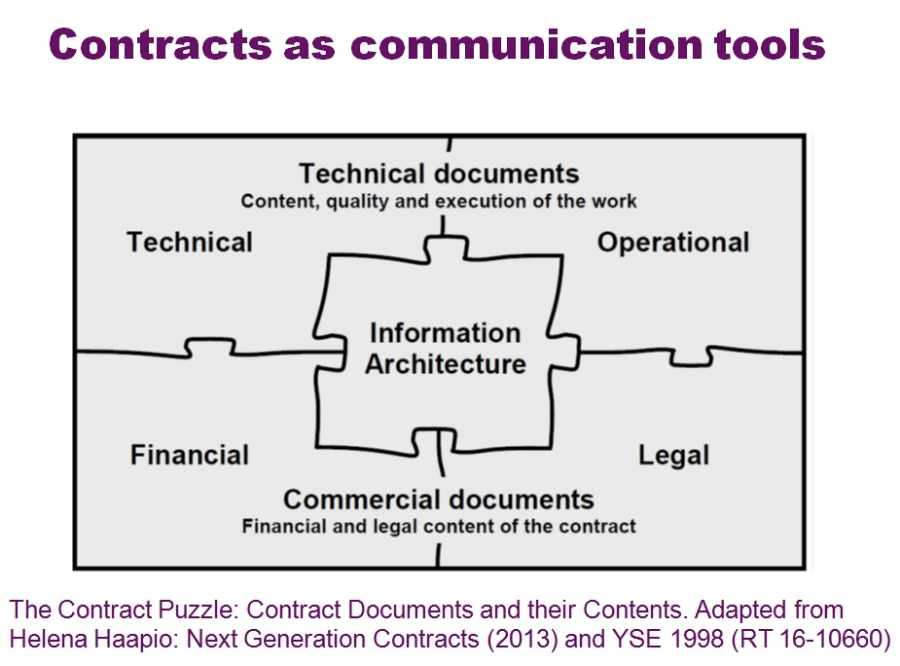 Contracts as communication tools
Technical documents
Content, quality and execution of the work
Technical
Operational
Information
Architecture
Financial
Legal
Commercial documents
Financial and legal content of the contract
The Contract Puzzle: Contract Documents and their Contents. Adapted from
Helena Haapio: Next Generation Contracts (2013) and YSE 1998 (RT 16-10660)